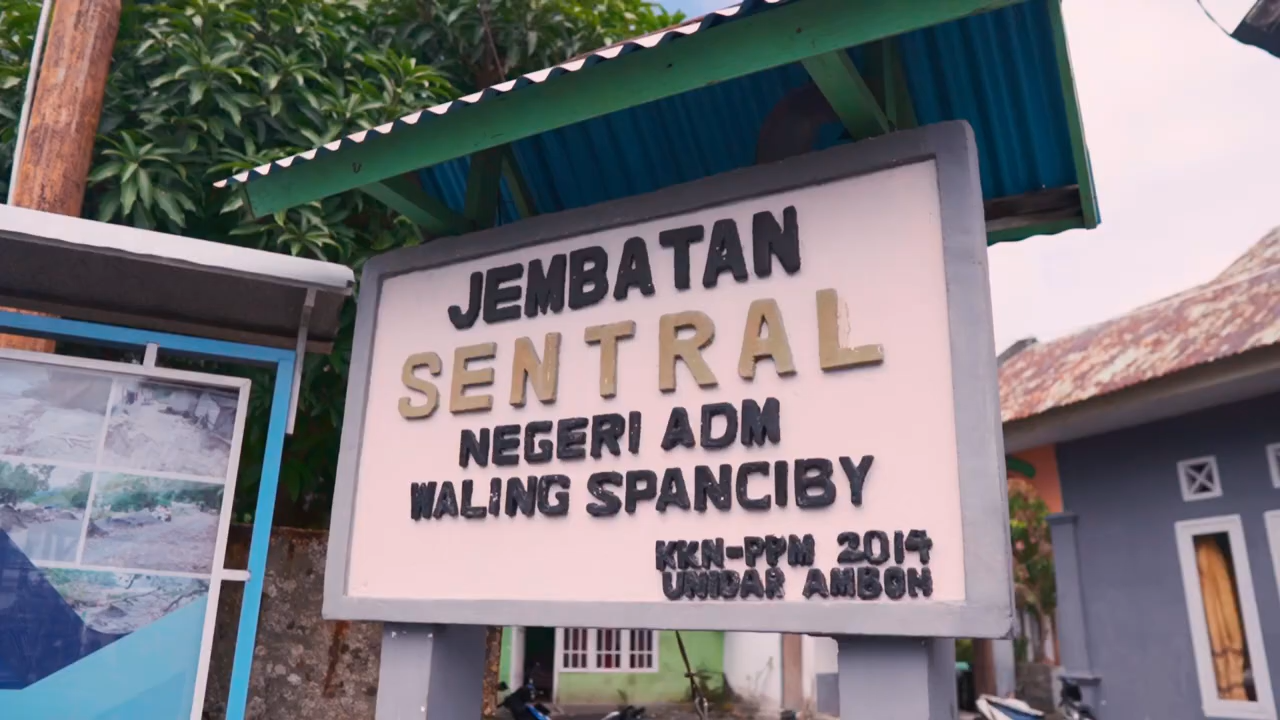 JEMBATAN
SENTRAL
NEGERI ADM
WALING SPANCIBY
KKN-PPM 2014
UNIDAR AMBON